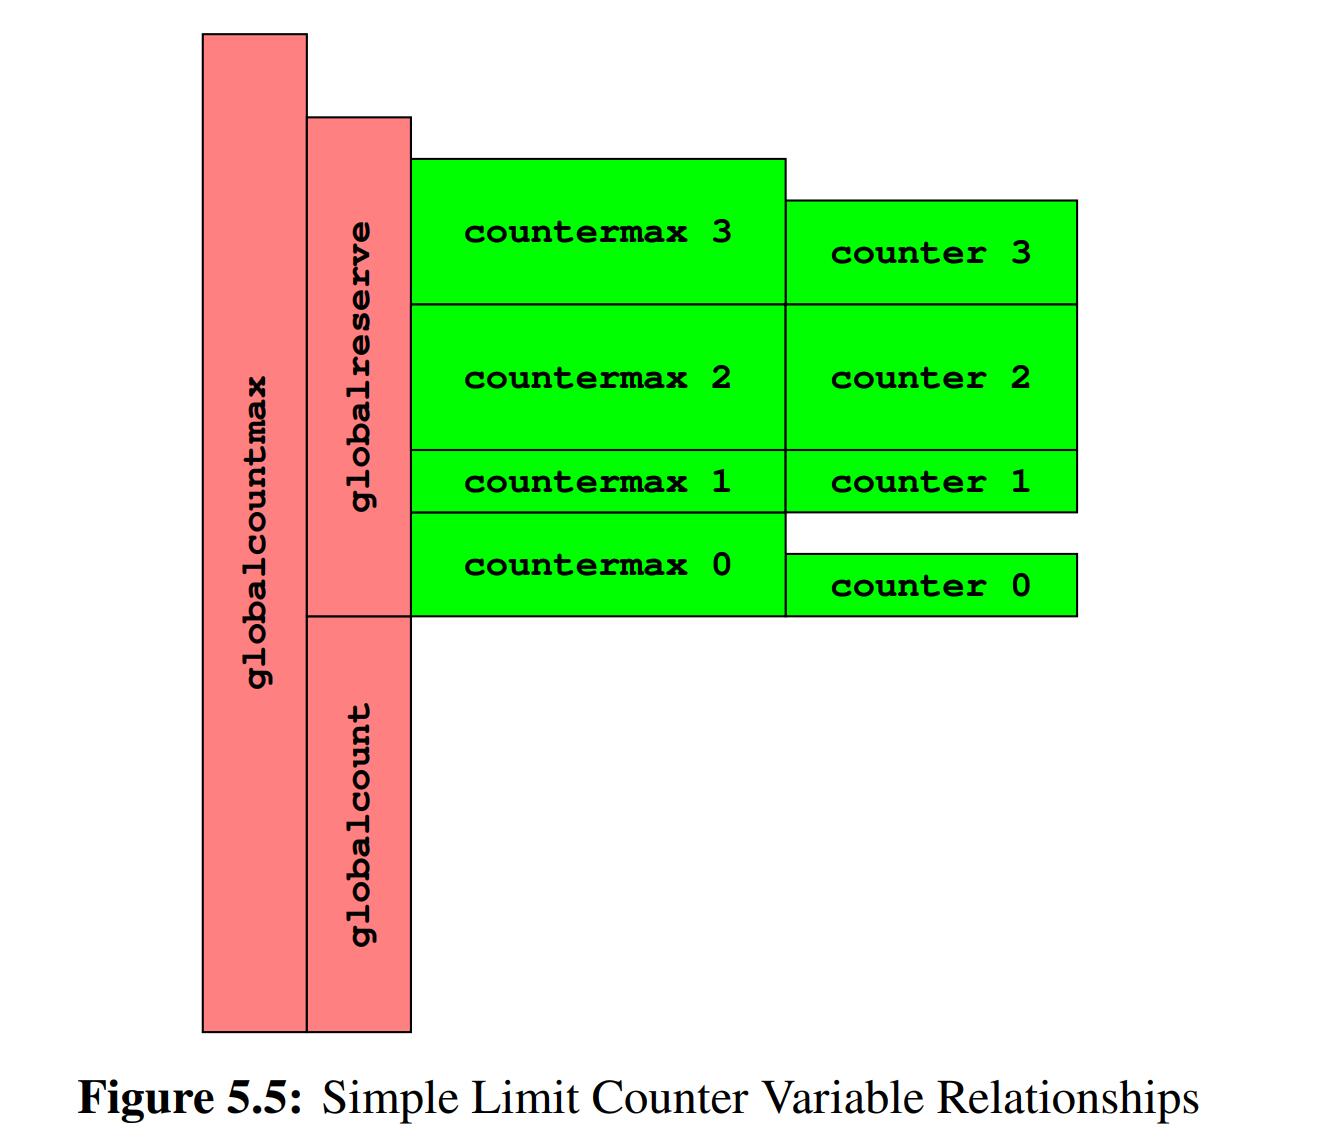 globalcountmax
globalreserve
globalcount
countermax 3
counter 3
countermax 2
counter 2
countermax 1
counter 1
countermax 0
counter 0
Figure 5.5: Simple Limit Counter Variable Relationships